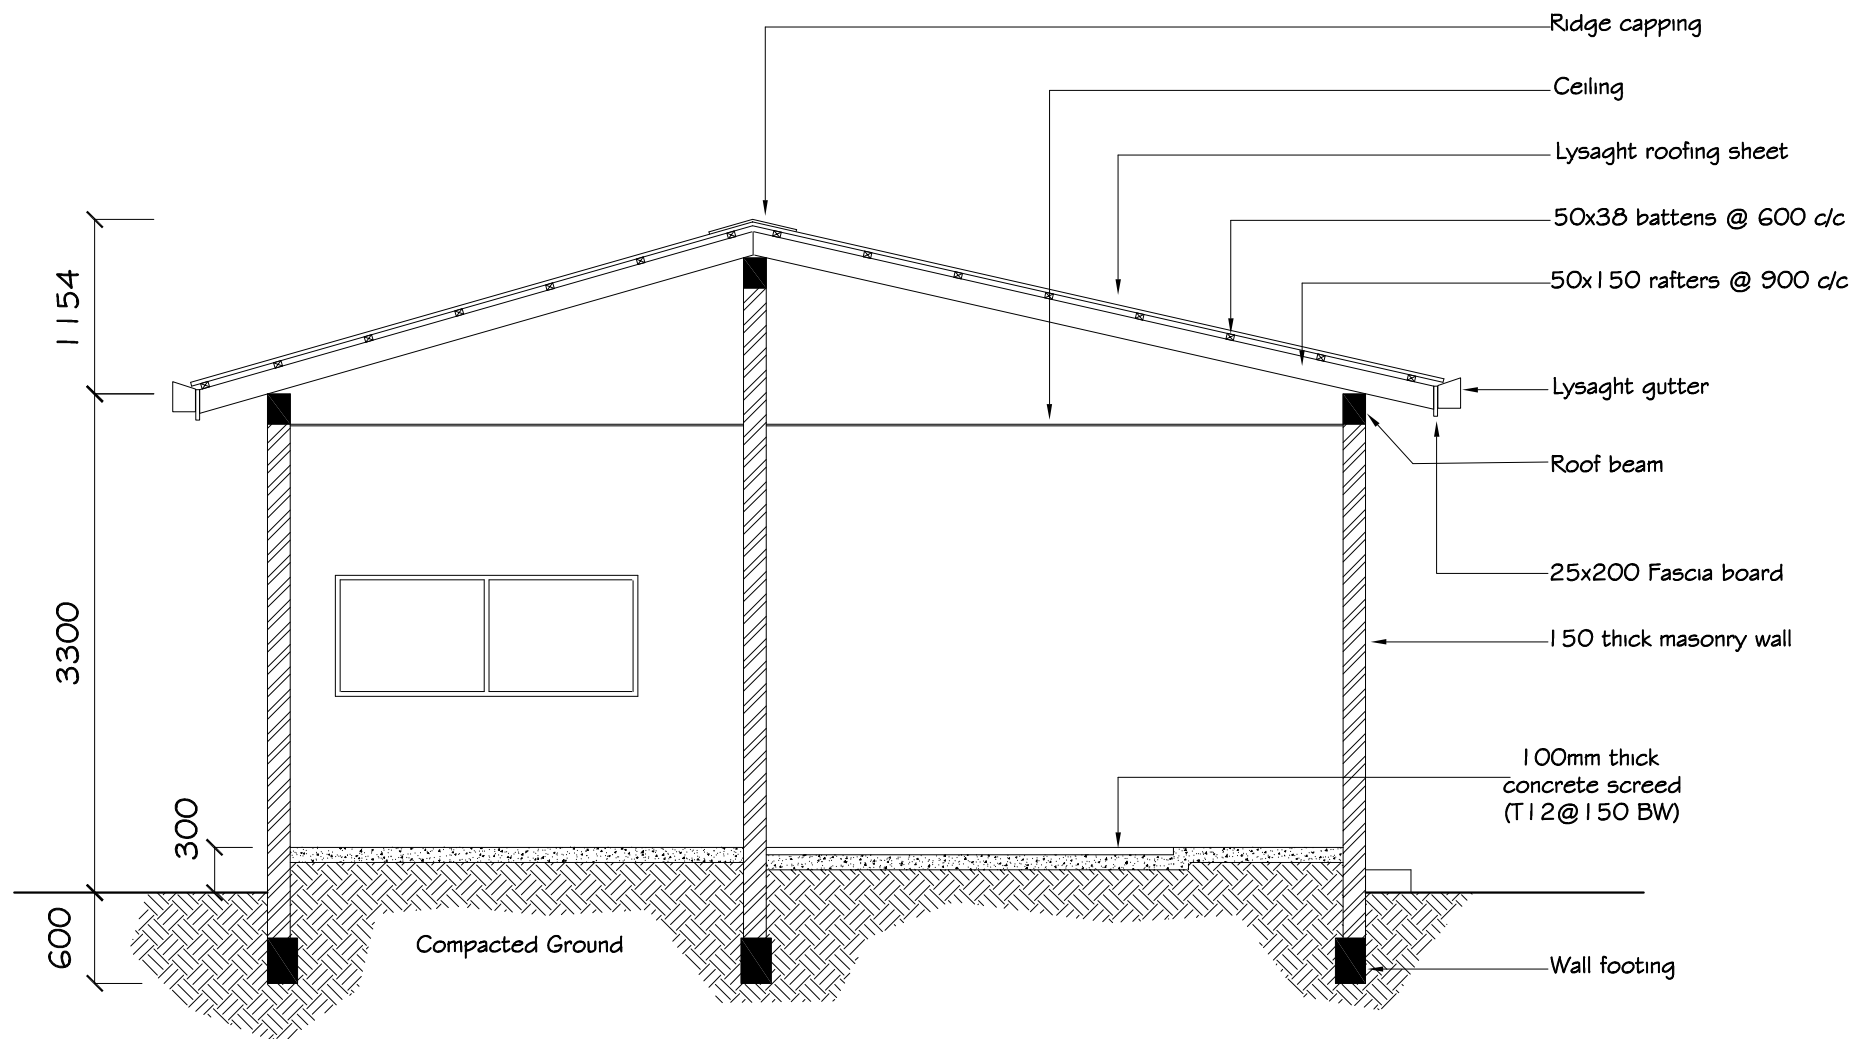 Ridge capping
Ceiling
Lysaght roofing sheet
50x38 battens @ 600 c/c
50x150 rafters @ 900 c/c
Lysaght gutter
Roof beam
25x200 Fascia board
150 thick masonry wall
100mm thick
concrete screed
(T12@150 BW)
Wall footing
1154
3300
300
600
Compacted Ground